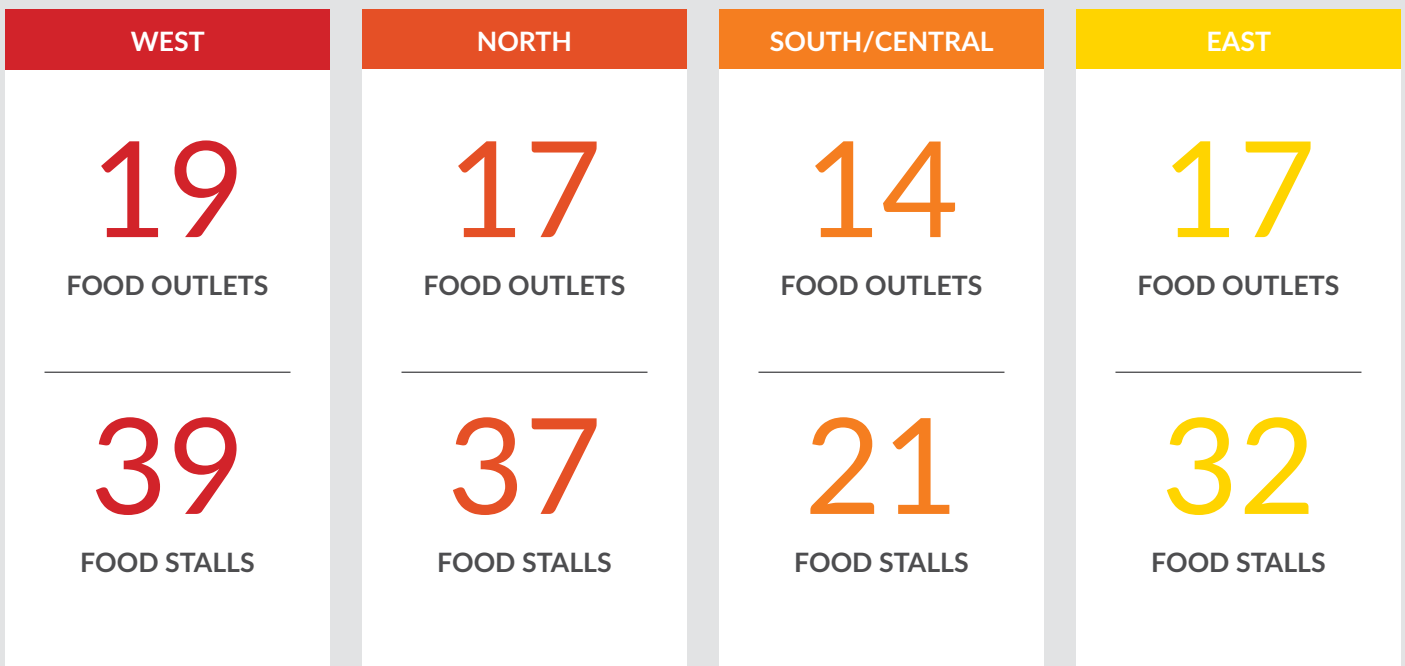 WEST
19
FOOD OUTLETS
39
FOOD STALLS
NORTH
17
FOOD OUTLETS
37
FOOD STALLS
SOUTH/CENTRAL
14
FOOD OUTLETS
21
FOOD STALLS
EAST
17
FOOD OUTLETS
32
FOOD STALLS